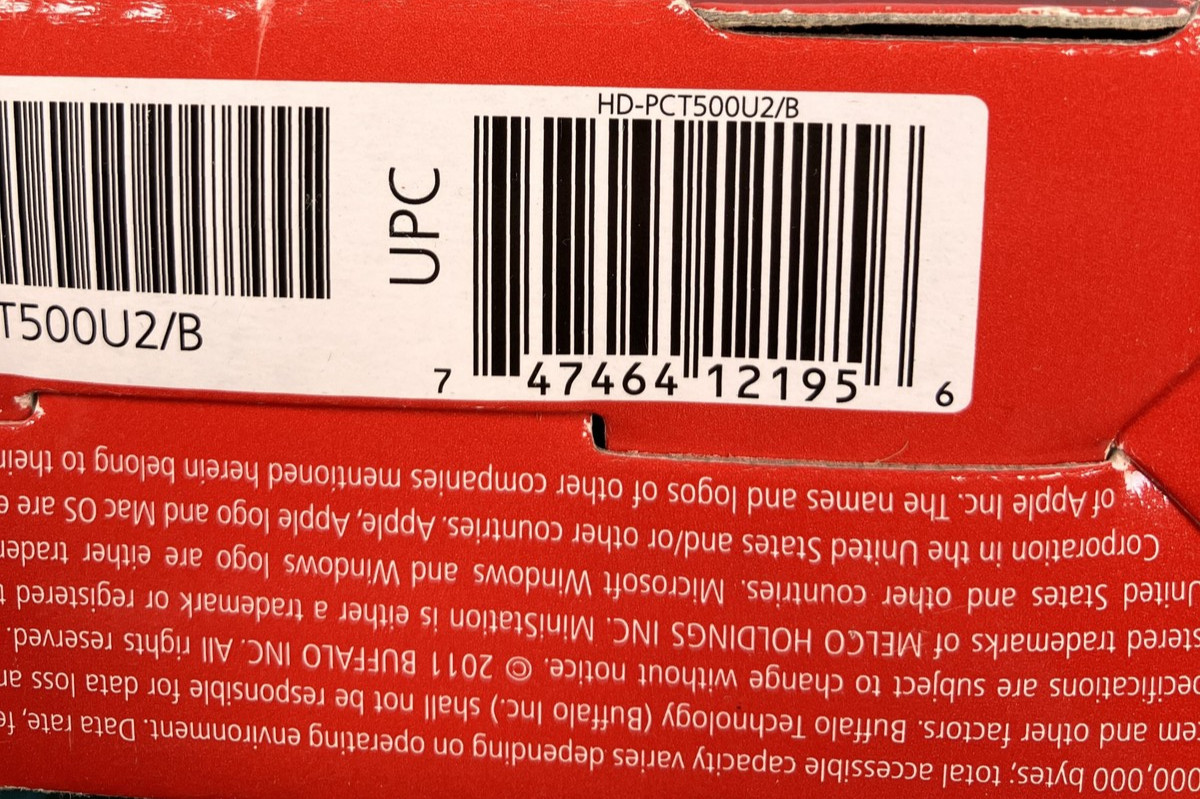 HD-PCT500U2/B
UPC
T500U2/B
7 47464 12195 6
000,000 bytes; total accessible capacity varies depending on operating environment. Data rate,
and other factors. Buffalo Technology (Buffalo Inc.) shall not be responsible for data loss
are subject to change without notice. © 2011 BUFFALO INC. All rights reserved.
trademarks of MELCO HOLDINGS INC. MiniStation is either a trademark or registered
United States and other countries. Microsoft Windows and Windows logo are either
Corporation in the United States and/or other countries. Apple, Apple logo and Mac OS are
of Apple Inc. The names and logos of other companies mentioned herein belong to their